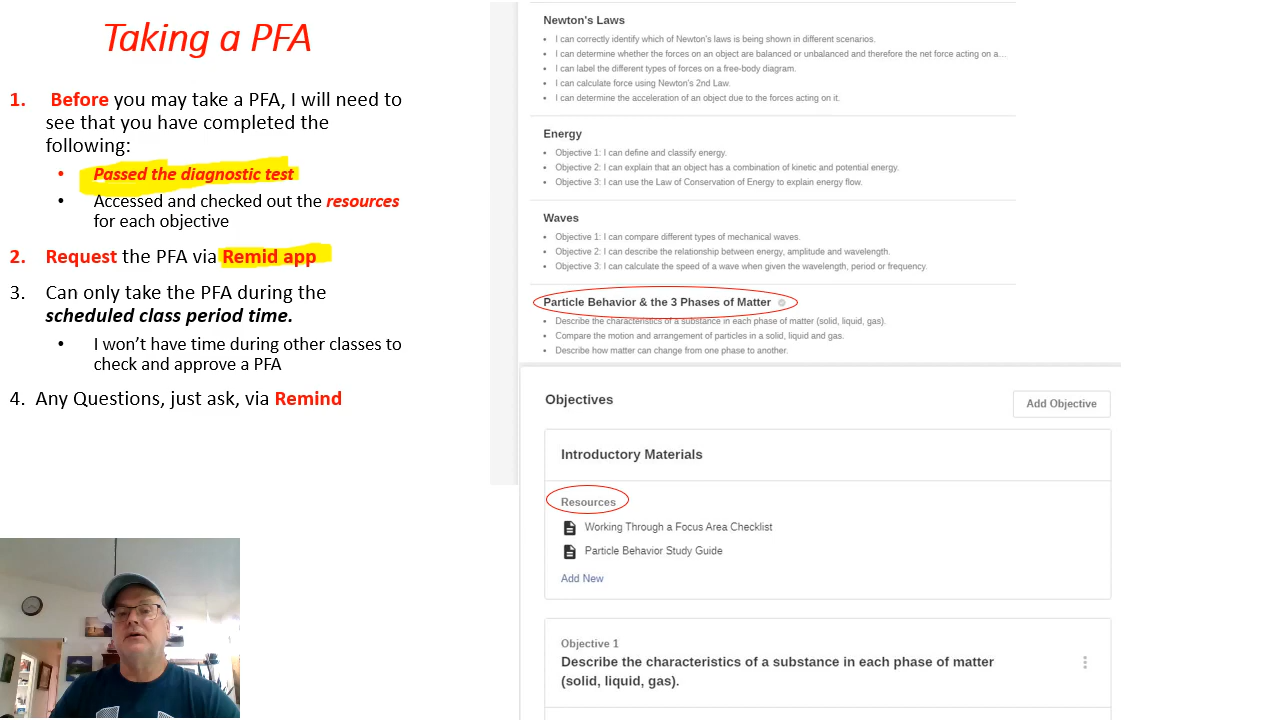 Taking a PFA
1. Before you may take a PFA, I will need to
see that you have completed the
following:
• Passed the diagnostic test
• Accessed and checked out the resources
for each objective
2. Request the PFA via Remid app
3. Can only take the PFA during the
scheduled class period time.
• I won't have time during other classes to
check and approve a PFA
4. Any Questions, just ask, via Remind
Newton's Laws
• I can correctly identify which of Newton's laws is being shown in different scenarios.
• I can determine whether the forces on an object are balanced or unbalanced and therefore the net force acting on a...
• I can label the different types of forces on a free-body diagram.
• I can calculate force using Newton's 2nd Law.
• I can determine the acceleration of an object due to the forces acting on it.
Energy
• Objective 1: I can define and classify energy.
• Objective 2: I can explain that an object has a combination of kinetic and potential energy.
• Objective 3: I can use the Law of Conservation of Energy to explain energy flow.
Waves
• Objective 1: I can compare different types of mechanical waves.
• Objective 2: I can describe the relationship between energy, amplitude and wavelength.
• Objective 3: I can calculate the speed of a wave when given the wavelength, period or frequency.
Particle Behavior & the 3 Phases of Matter
• Describe the characteristics of a substance in each phase of matter (solid, liquid, gas).
• Compare the motion and arrangement of particles in a solid, liquid and gas.
• Describe how matter can change from one phase to another.
Objectives
Add Objective
Introductory Materials
Resources
Working Through a Focus Area Checklist
Particle Behavior Study Guide
Add New
Objective 1
Describe the characteristics of a substance in each phase of matter
(solid, liquid, gas).